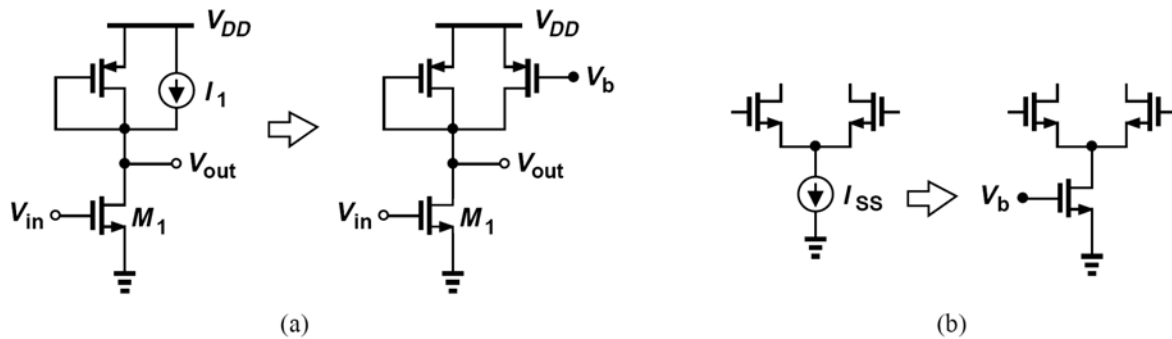 V_DD
V_DD
I_1
V_b
V_out
V_out
V_in
M_1
V_in
M_1
I_SS
V_b
(a)
(b)